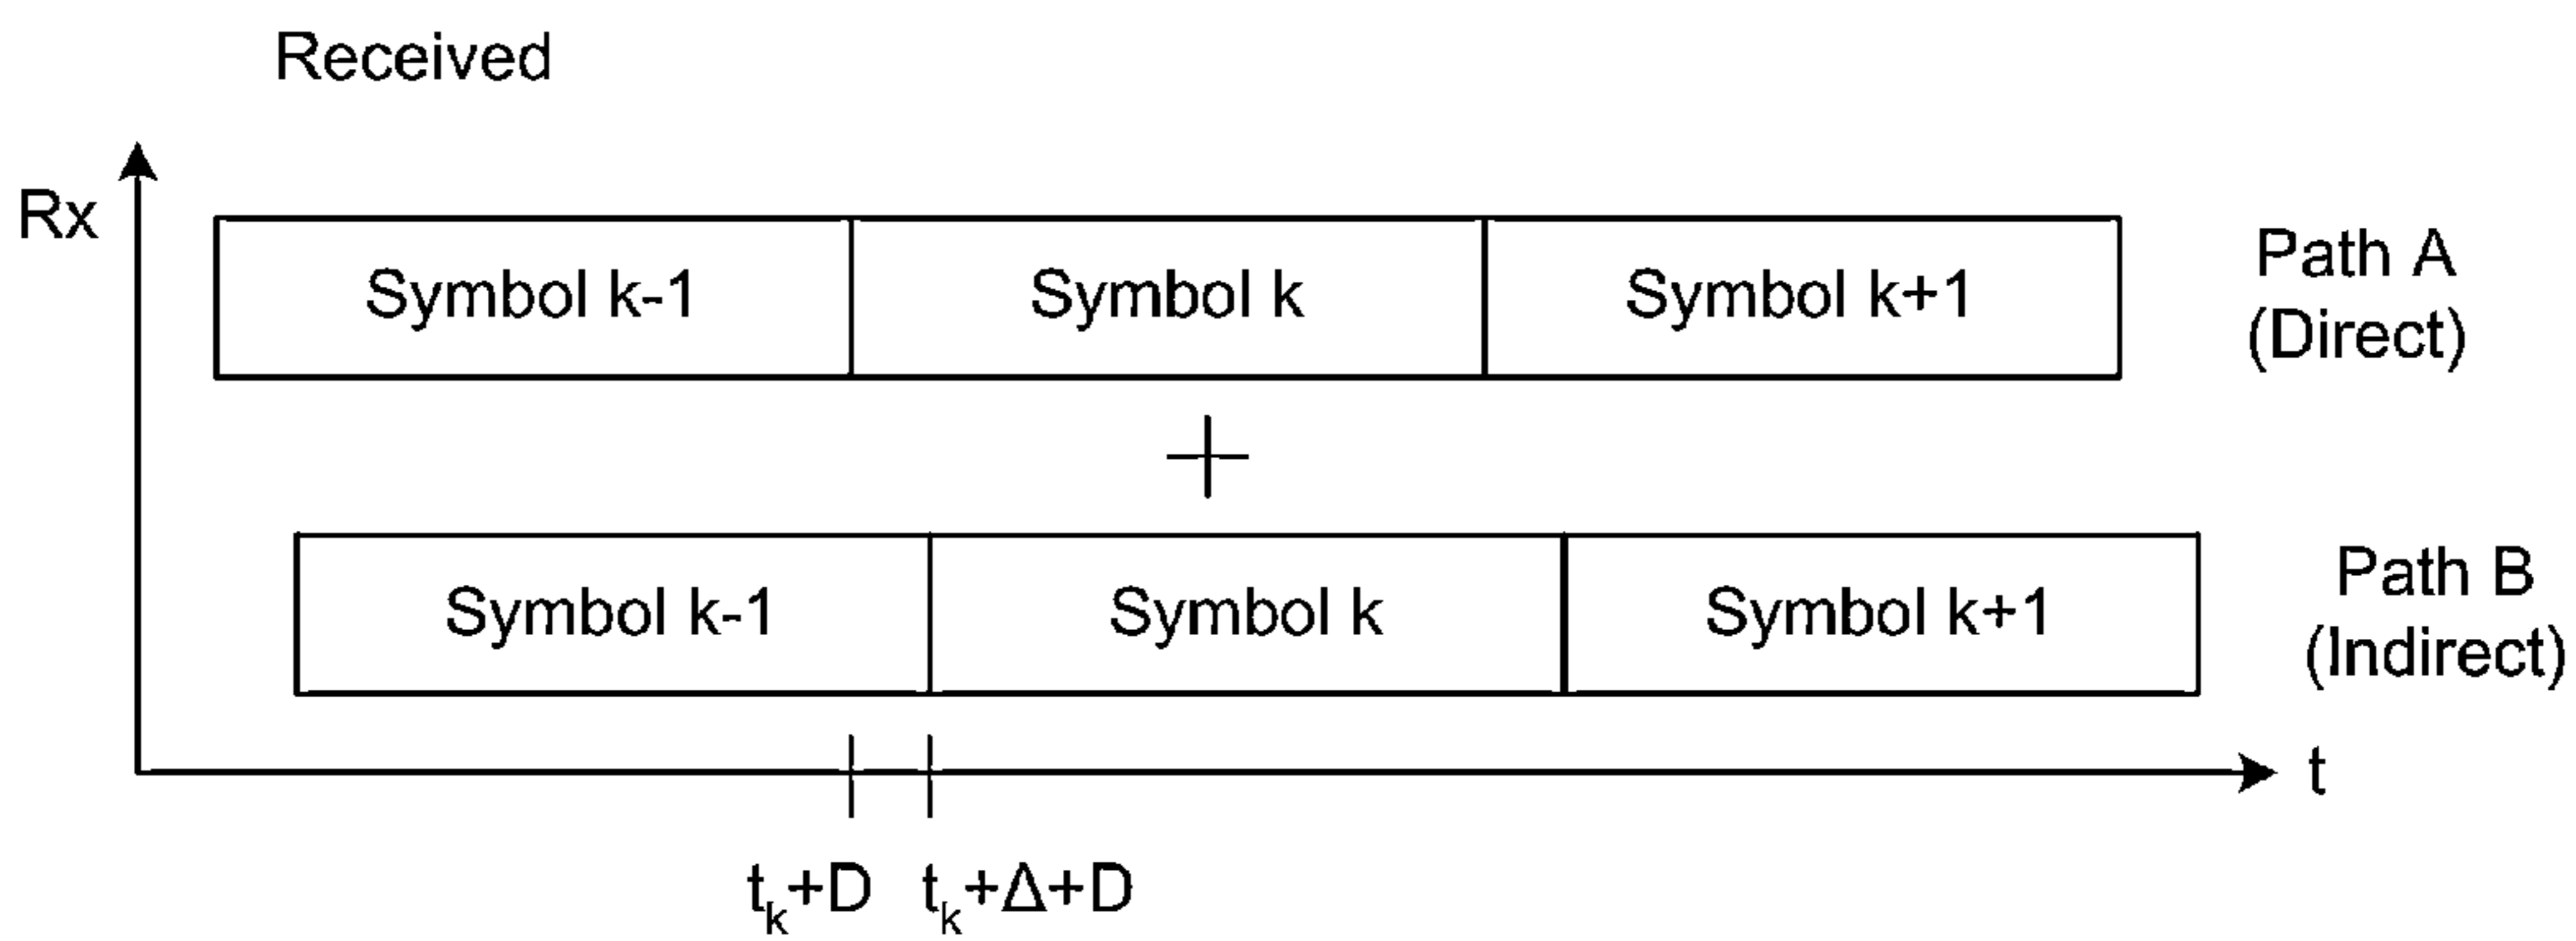 Received
Rx
Symbol k-1 Symbol k Symbol k+1
Path A
(Direct)
+
Symbol k-1 Symbol k Symbol k+1
Path B
(Indirect)
t
tk+D tk+Δ+D